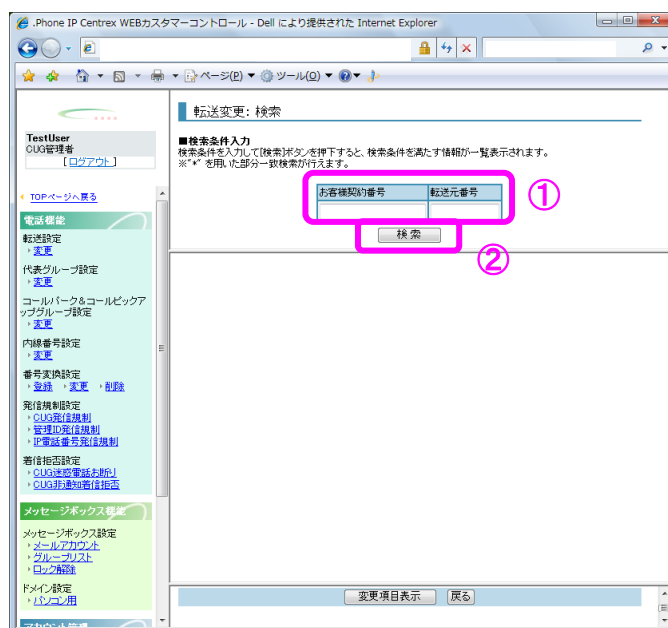 .Phone IP Centrex WEBカスタマーコントロール - Dell により提供された Internet Explorer
ページ(P) ツール(O)
TestUser
CUG管理者
[ログアウト]
TOPページへ戻る
電話機能
転送設定
変更
代表グループ設定
変更
コールパーク&コールピックア
ップグループ設定
変更
内線番号設定
変更
番号変換設定
登録 変更 削除
発信規制設定
CUG発信規制
管理ID発信規制
IP電話番号発信規制
着信拒否設定
CUG迷惑電話お断り
CUG非通知着信拒否
メッセージボックス機能
メッセージボックス設定
メールアカウント
グループリスト
ロック解除
ドメイン設定
パソコン用
アカウント管理
転送変更: 検索
■検索条件入力
検索条件を入力して[検索]ボタンを押下すると、検索条件を満たす情報が一覧表示されます。
※"*" を用いた部分一致検索が行えます。
お客様契約番号 転送元番号
①
検索
②
変更項目表示 戻る